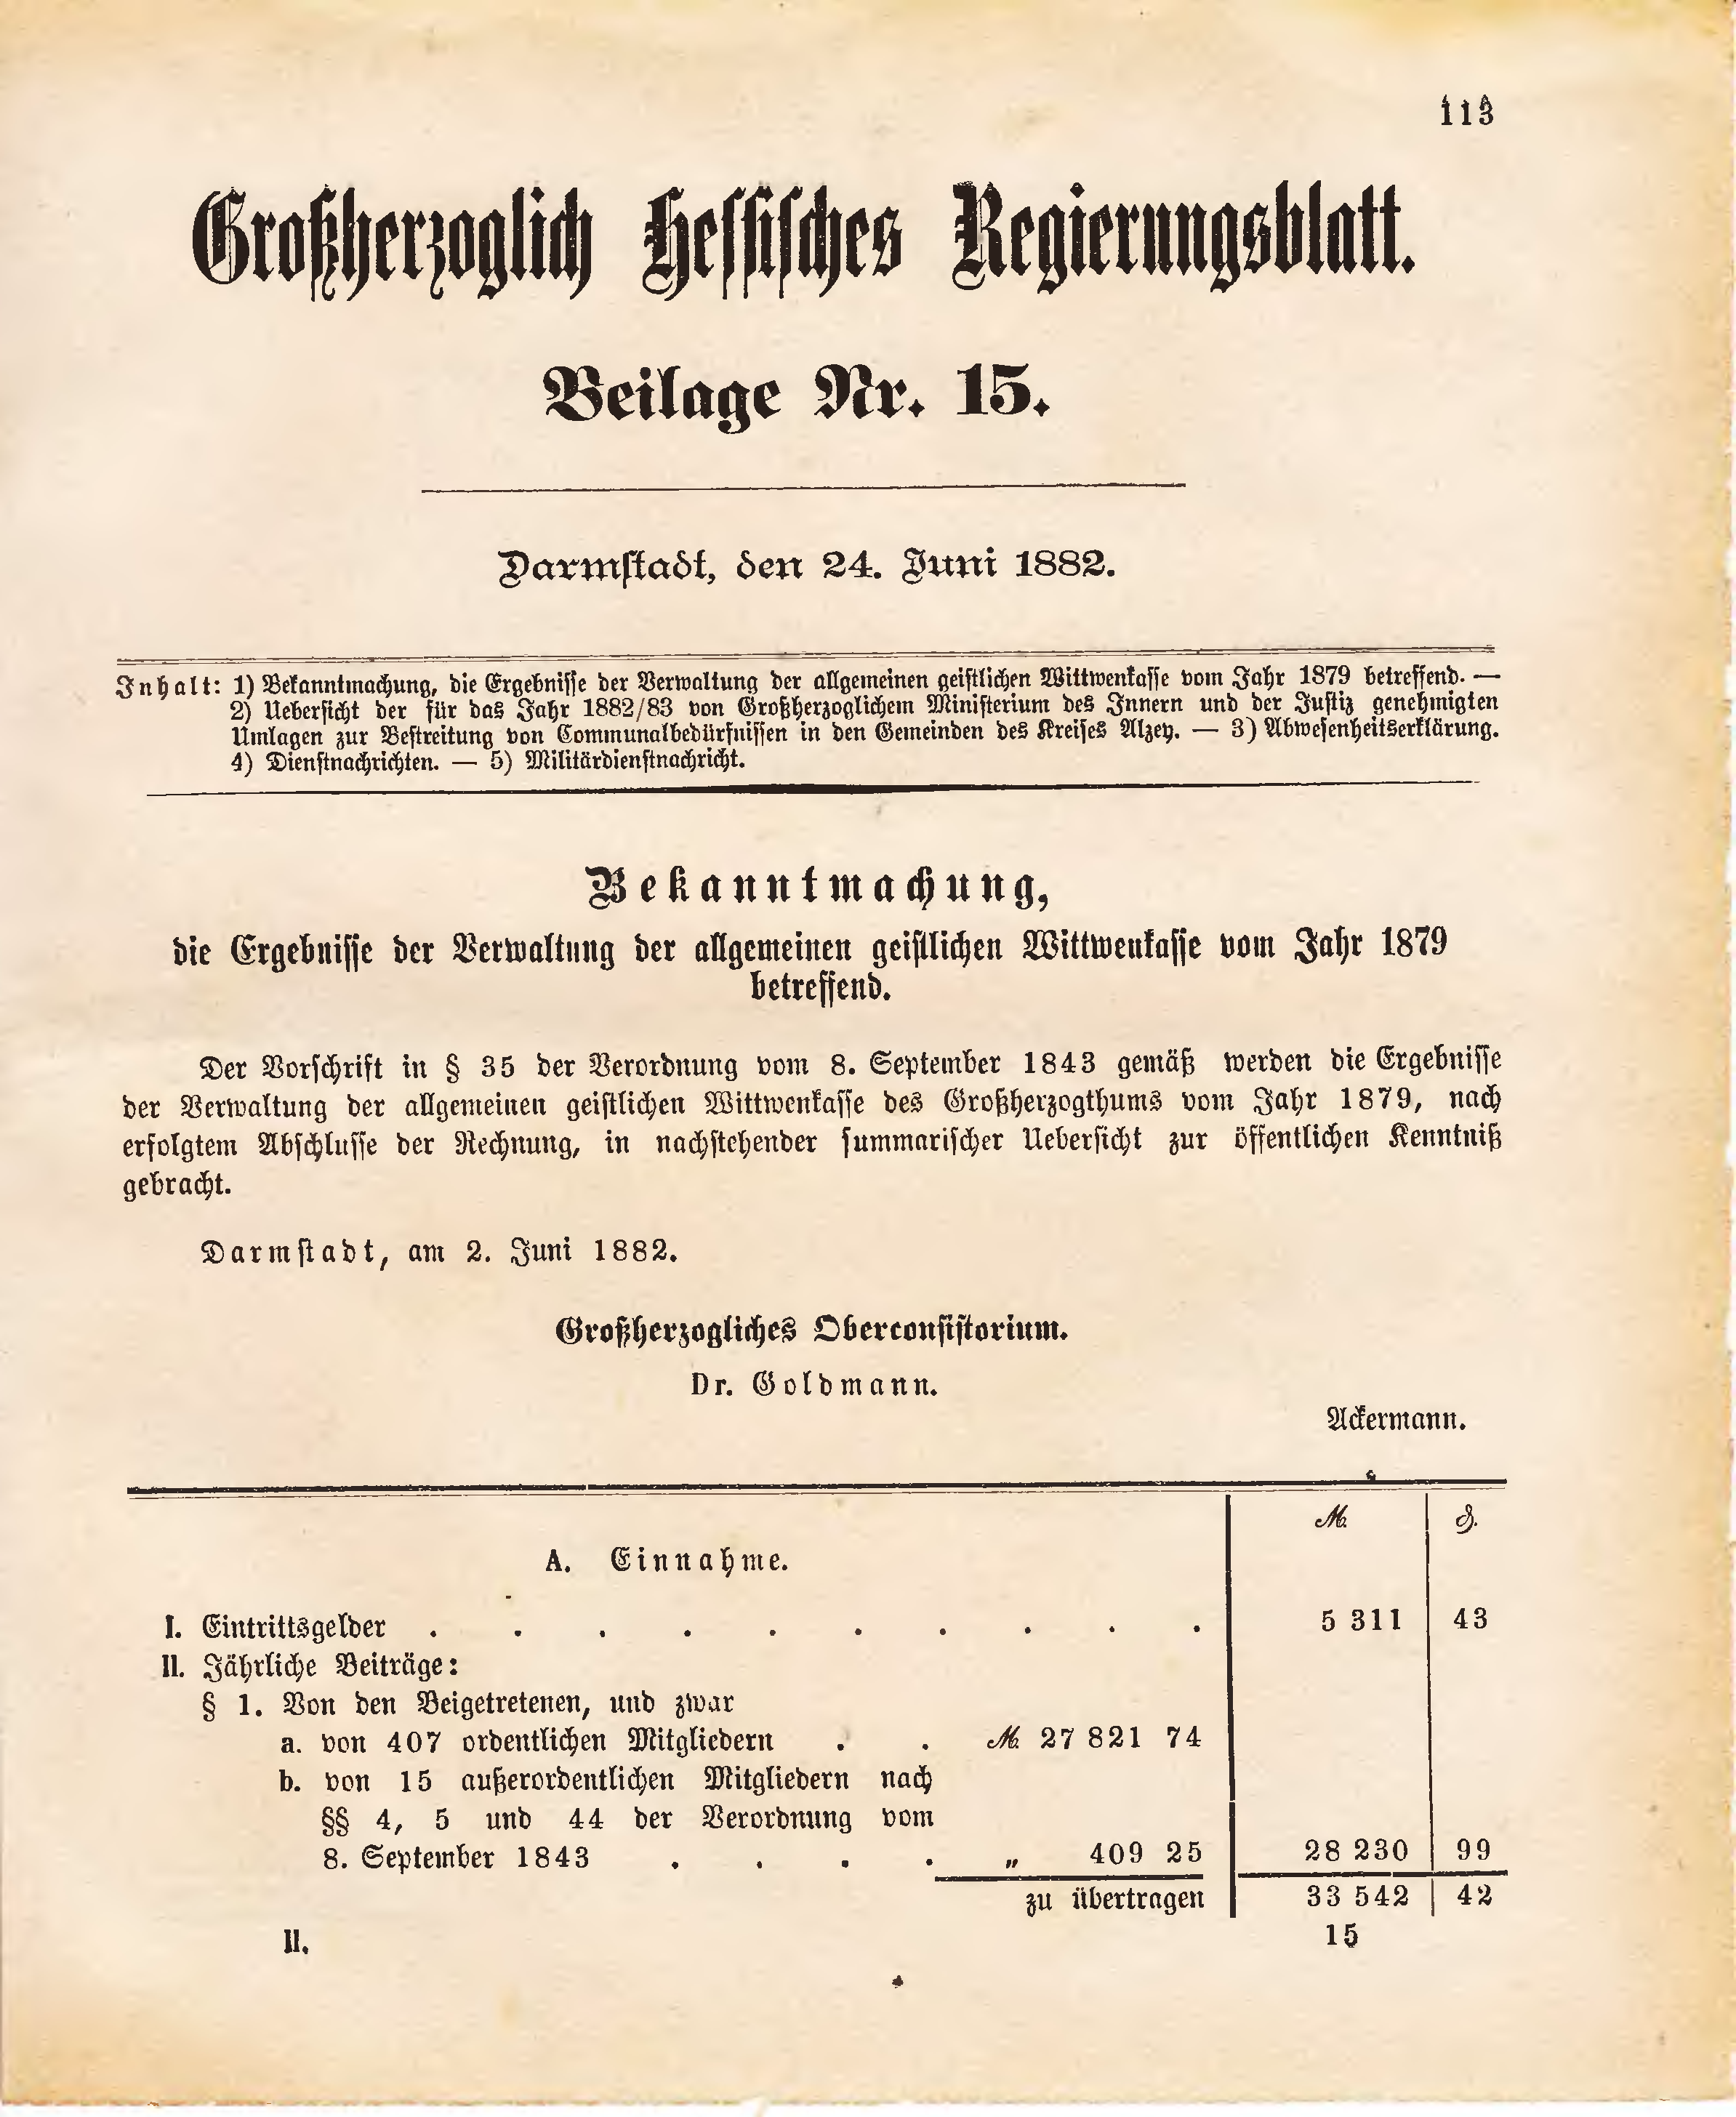 113
Großherzoglich Hessisches Regierungsblatt.
Beilage Nr. 15.
Darmstadt, den 24. Juni 1882.
Inhalt: 1) Bekanntmachung, die Ergebnisse der Verwaltung der allgemeinen geistlichen Wittwenkasse vom Jahr 1879 betreffend. —
2) Uebersicht der für das Jahr 1882/83 von Großherzoglichem Ministerium des Innern und der Justiz genehmigten
Umlagen zur Bestreitung von Communalbedürfnissen in den Gemeinden des Kreises Alzey. — 3) Abwesenheitserklärung.
4) Dienstnachrichten. — 5) Militärdienstnachricht.
Bekanntmachung,
die Ergebnisse der Verwaltung der allgemeinen geistlichen Wittwenkasse vom Jahr 1879
betreffend.
Der Vorschrift in § 35 der Verordnung vom 8. September 1843 gemäß werden die Ergebnisse
der Verwaltung der allgemeinen geistlichen Wittwenkasse des Großherzogthums vom Jahr 1879, nach
erfolgtem Abschlusse der Rechnung, in nachstehender summarischer Uebersicht zur öffentlichen Kenntniß
gebracht.
Darmstadt, am 2. Juni 1882.
Großherzogliches Oberconsistorium.
Dr. Goldmann.
Ackermann.
M. ₰.
A. Einnahme.
I. Eintrittsgelder . . . . . . . . . . 5 311 43
II. Jährliche Beiträge:
§ 1. Von den Beigetretenen, und zwar
a. von 407 ordentlichen Mitgliedern . . M. 27 821 74
b. von 15 außerordentlichen Mitgliedern nach
§§ 4, 5 und 44 der Verordnung vom
8. September 1843 . . . . „ 409 25 28 230 99
zu übertragen 33 542 42
II. 15